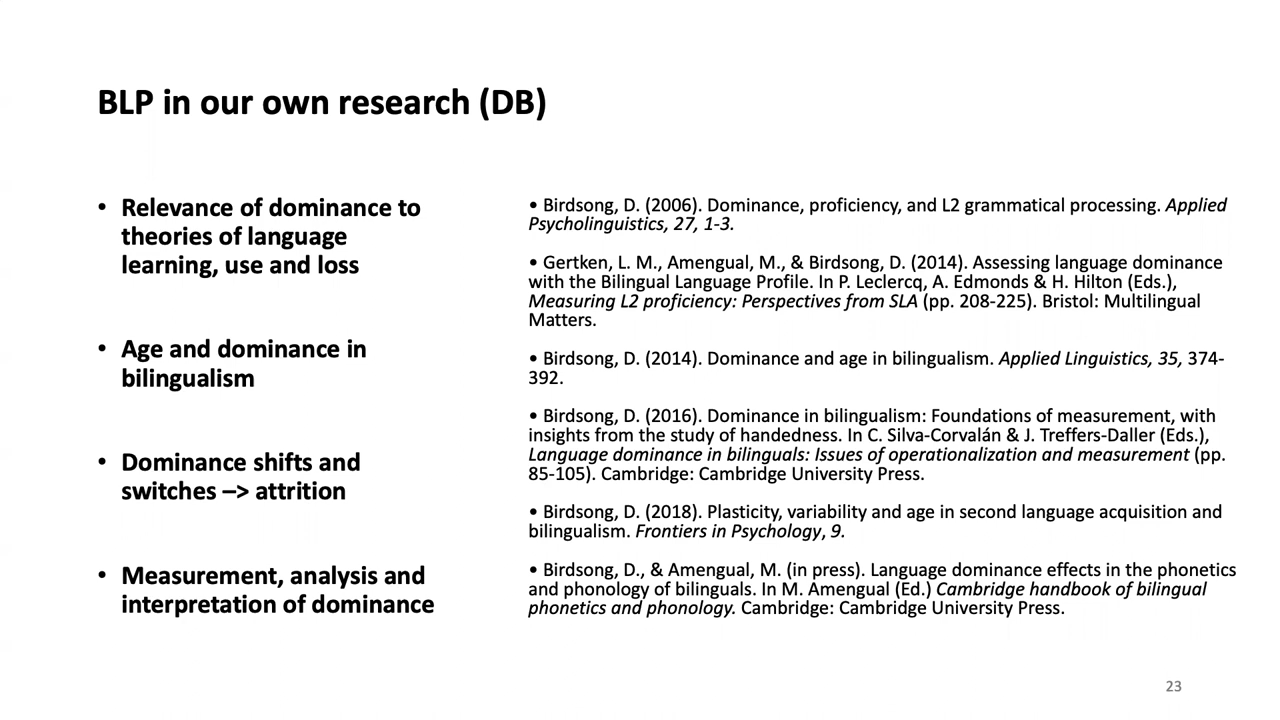 BLP in our own research (DB)
• Relevance of dominance to
theories of language
learning, use and loss
• Age and dominance in
bilingualism
• Dominance shifts and
switches –> attrition
• Measurement, analysis and
interpretation of dominance
• Birdsong, D. (2006). Dominance, proficiency, and L2 grammatical processing. Applied
Psycholinguistics, 27, 1-3.
• Gertken, L. M., Amengual, M., & Birdsong, D. (2014). Assessing language dominance
with the Bilingual Language Profile. In P. Leclercq, A. Edmonds & H. Hilton (Eds.),
Measuring L2 proficiency: Perspectives from SLA (pp. 208-225). Bristol: Multilingual
Matters.
• Birdsong, D. (2014). Dominance and age in bilingualism. Applied Linguistics, 35, 374-
392.
• Birdsong, D. (2016). Dominance in bilingualism: Foundations of measurement, with
insights from the study of handedness. In C. Silva-Corvalán & J. Treffers-Daller (Eds.),
Language dominance in bilinguals: Issues of operationalization and measurement (pp.
85-105). Cambridge: Cambridge University Press.
• Birdsong, D. (2018). Plasticity, variability and age in second language acquisition and
bilingualism. Frontiers in Psychology, 9.
• Birdsong, D., & Amengual, M. (in press). Language dominance effects in the phonetics
and phonology of bilinguals. In M. Amengual (Ed.) Cambridge handbook of bilingual
phonetics and phonology. Cambridge: Cambridge University Press.
23